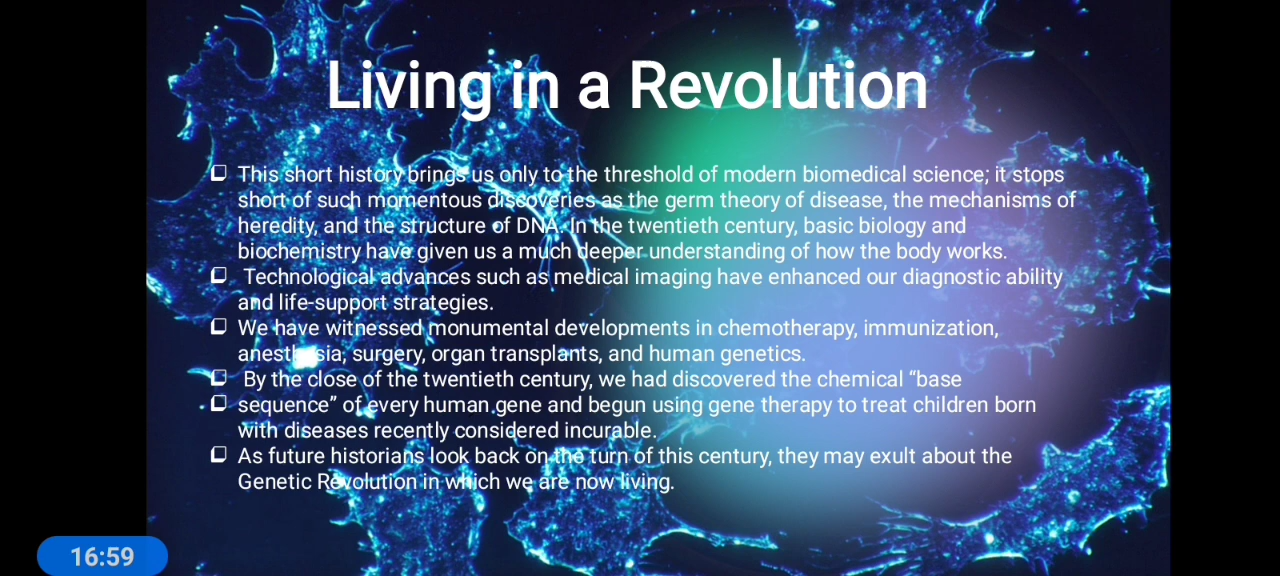 Living in a Revolution
❑ This short history brings us only to the threshold of modern biomedical science; it stops
short of such momentous discoveries as the germ theory of disease, the mechanisms of
heredity, and the structure of DNA. In the twentieth century, basic biology and
biochemistry have given us a much deeper understanding of how the body works.
❑ Technological advances such as medical imaging have enhanced our diagnostic ability
and life-support strategies.
❑ We have witnessed monumental developments in chemotherapy, immunization,
anesthesia, surgery, organ transplants, and human genetics.
❑ By the close of the twentieth century, we had discovered the chemical “base
❑ sequence” of every human gene and begun using gene therapy to treat children born
with diseases recently considered incurable.
❑ As future historians look back on the turn of this century, they may exult about the
Genetic Revolution in which we are now living.
16:59